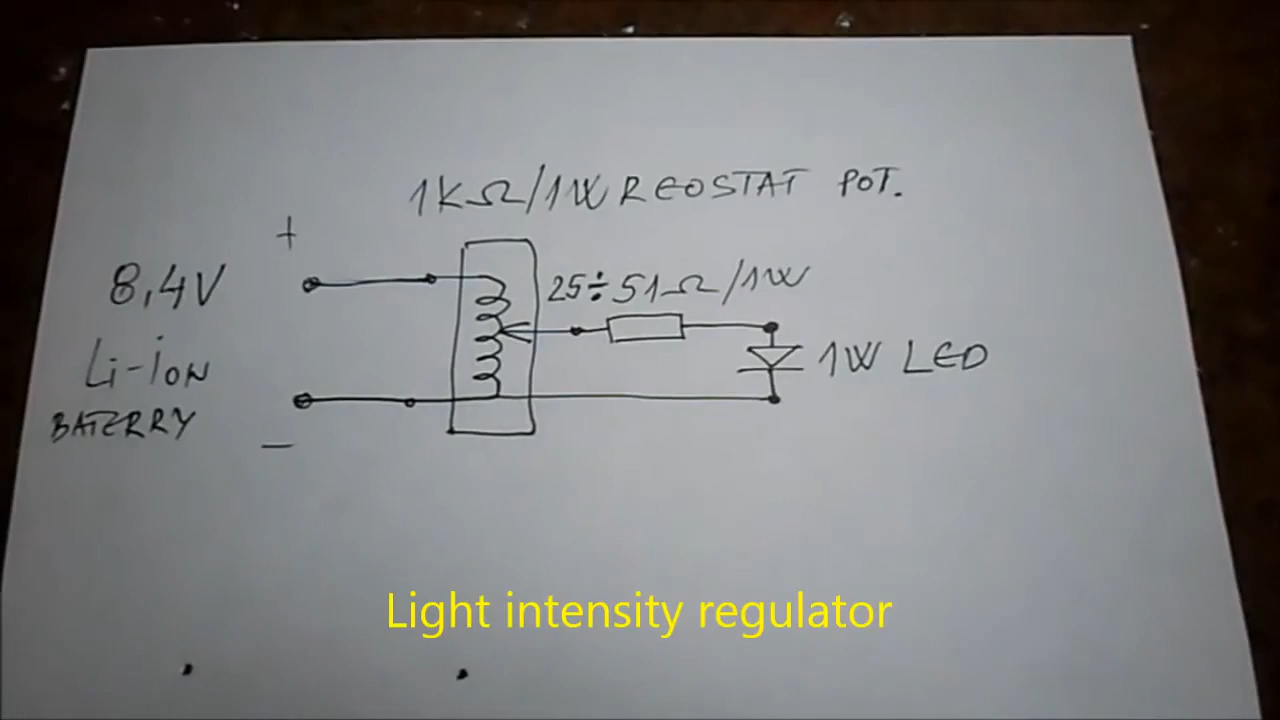 1KΩ/1W REOSTAT POT.
+
8,4V
25÷51Ω/1W
Li-ion
1W LED
BATERRY
−
Light intensity regulator